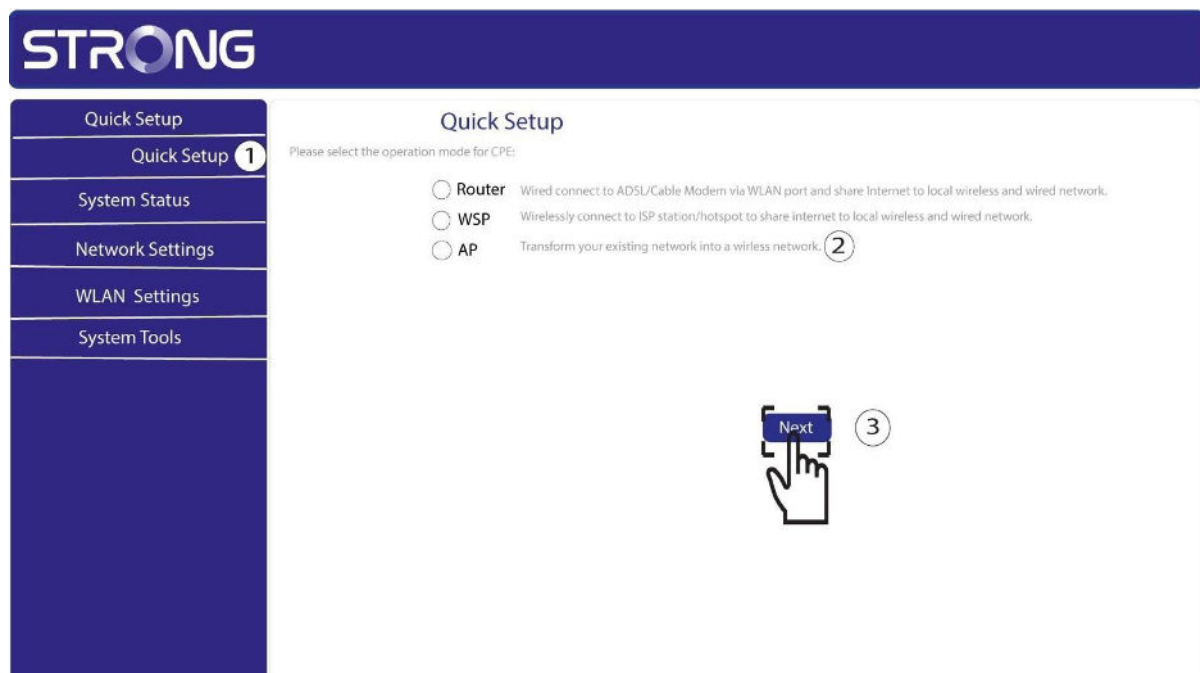 STRONG
Quick Setup
Quick Setup 1
System Status
Network Settings
WLAN Settings
System Tools
Quick Setup
Please select the operation mode for CPE:
Router Wired connect to ADSL/Cable Modem via WLAN port and share Internet to local wireless and wired network.
WSP Wirelessly connect to ISP station/hotspot to share internet to local wireless and wired network.
AP Transform your existing network into a wirless network. 2
Next 3